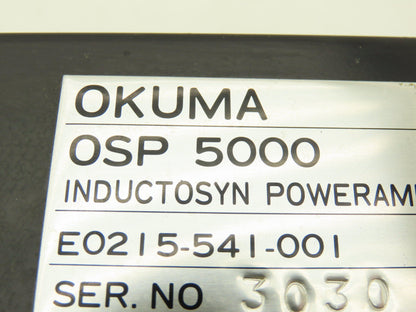 OKUMA
OSP 5000
INDUCTOSYN POWERAM
E0215-541-001
SER. NO 3030